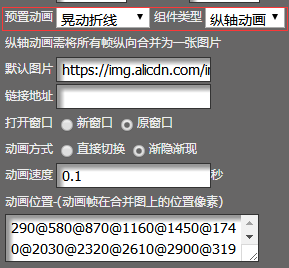 预置动画 晃动折线 组件类型 纵轴动画
纵轴动画需将所有帧纵向合并为一张图片
默认图片 https://img.alicdn.com/ir
链接地址
打开窗口 新窗口 原窗口
动画方式 直接切换 渐隐渐现
动画速度 0.1 秒
动画位置-(动画帧在合并图上的位置像素)
290@580@870@1160@1450@174
0@2030@2320@2610@2900@319